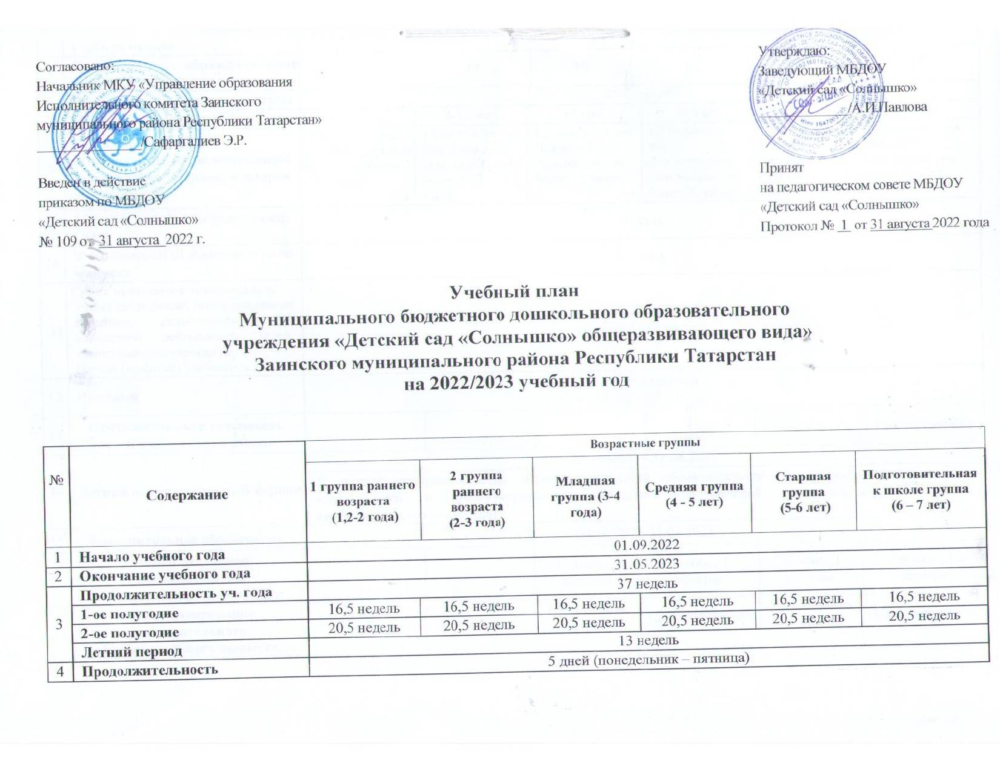 Согласовано:
Начальник МКУ «Управление образования
Исполнительного комитета Заинского
муниципального района Республики Татарстан»
/Сафаргалиев Э.Р.
Введен в действие
приказом по МБДОУ
«Детский сад «Солнышко»
№ 109 от 31 августа 2022 г.
Утверждаю:
Заведующий МБДОУ
«Детский сад «Солнышко»
/А.И.Павлова
Принят
на педагогическом совете МБДОУ
«Детский сад «Солнышко»
Протокол № 1 от 31 августа 2022 года
Учебный план
Муниципального бюджетного дошкольного образовательного
учреждения «Детский сад «Солнышко» общеразвивающего вида»
Заинского муниципального района Республики Татарстан
на 2022/2023 учебный год
№
Содержание
Возрастные группы
1 группа раннего
возраста
(1,2-2 года)
2 группа
раннего
возраста
(2-3 года)
Младшая
группа (3-4
года)
Средняя группа
(4 - 5 лет)
Старшая
группа
(5-6 лет)
Подготовительная
к школе группа
(6 – 7 лет)
1 Начало учебного года 01.09.2022
2 Окончание учебного года 31.05.2023
3 Продолжительность уч. года 37 недель
1-ое полугодие 16,5 недель 16,5 недель 16,5 недель 16,5 недель 16,5 недель 16,5 недель
2-ое полугодие 20,5 недель 20,5 недель 20,5 недель 20,5 недель 20,5 недель 20,5 недель
Летний период 13 недель
4 Продолжительность 5 дней (понедельник – пятница)